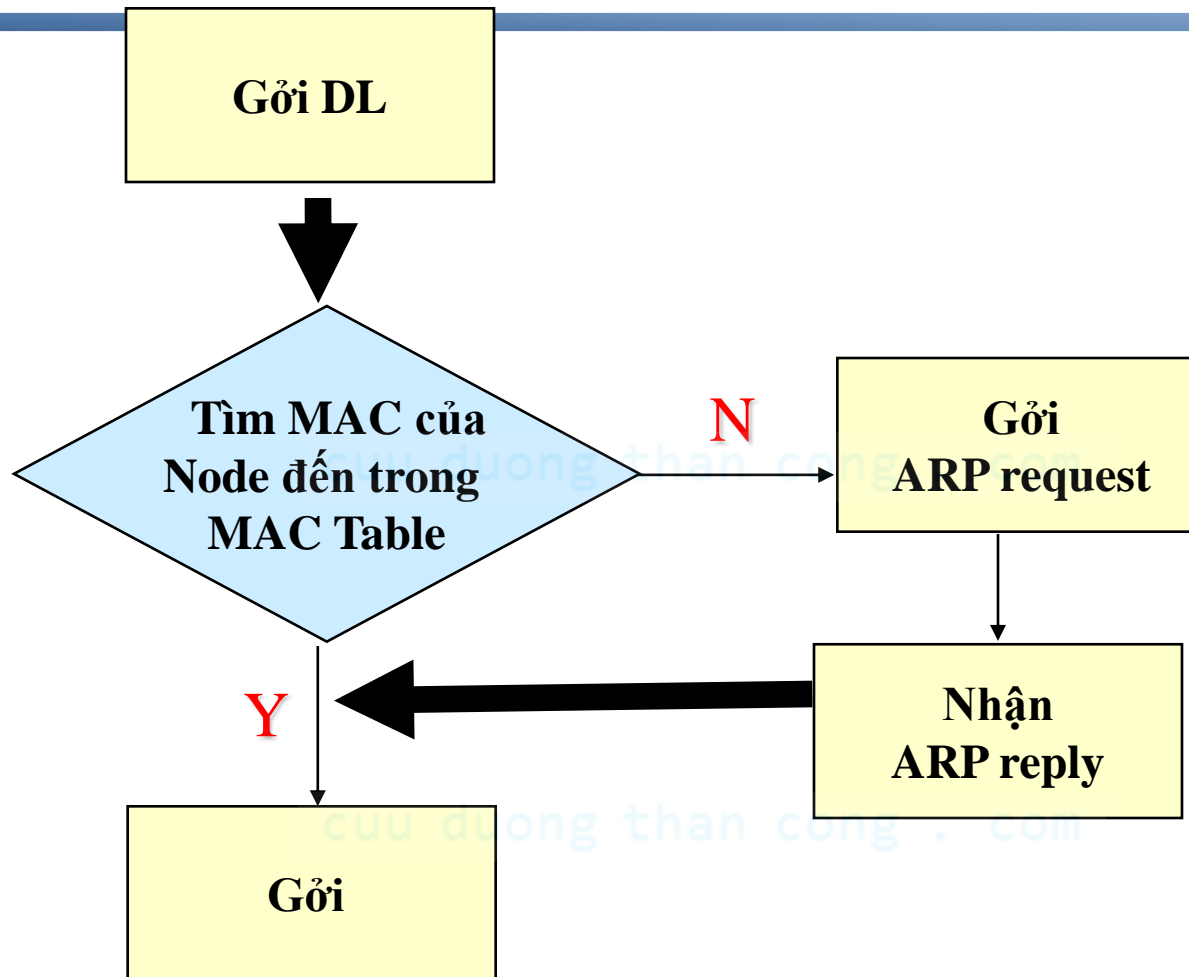 Gởi DL
Tìm MAC của
Node đến trong
MAC Table
N
Gởi
ARP request
cuu duong than cong . com
Y
Nhận
ARP reply
cuu duong than cong . com
Gởi